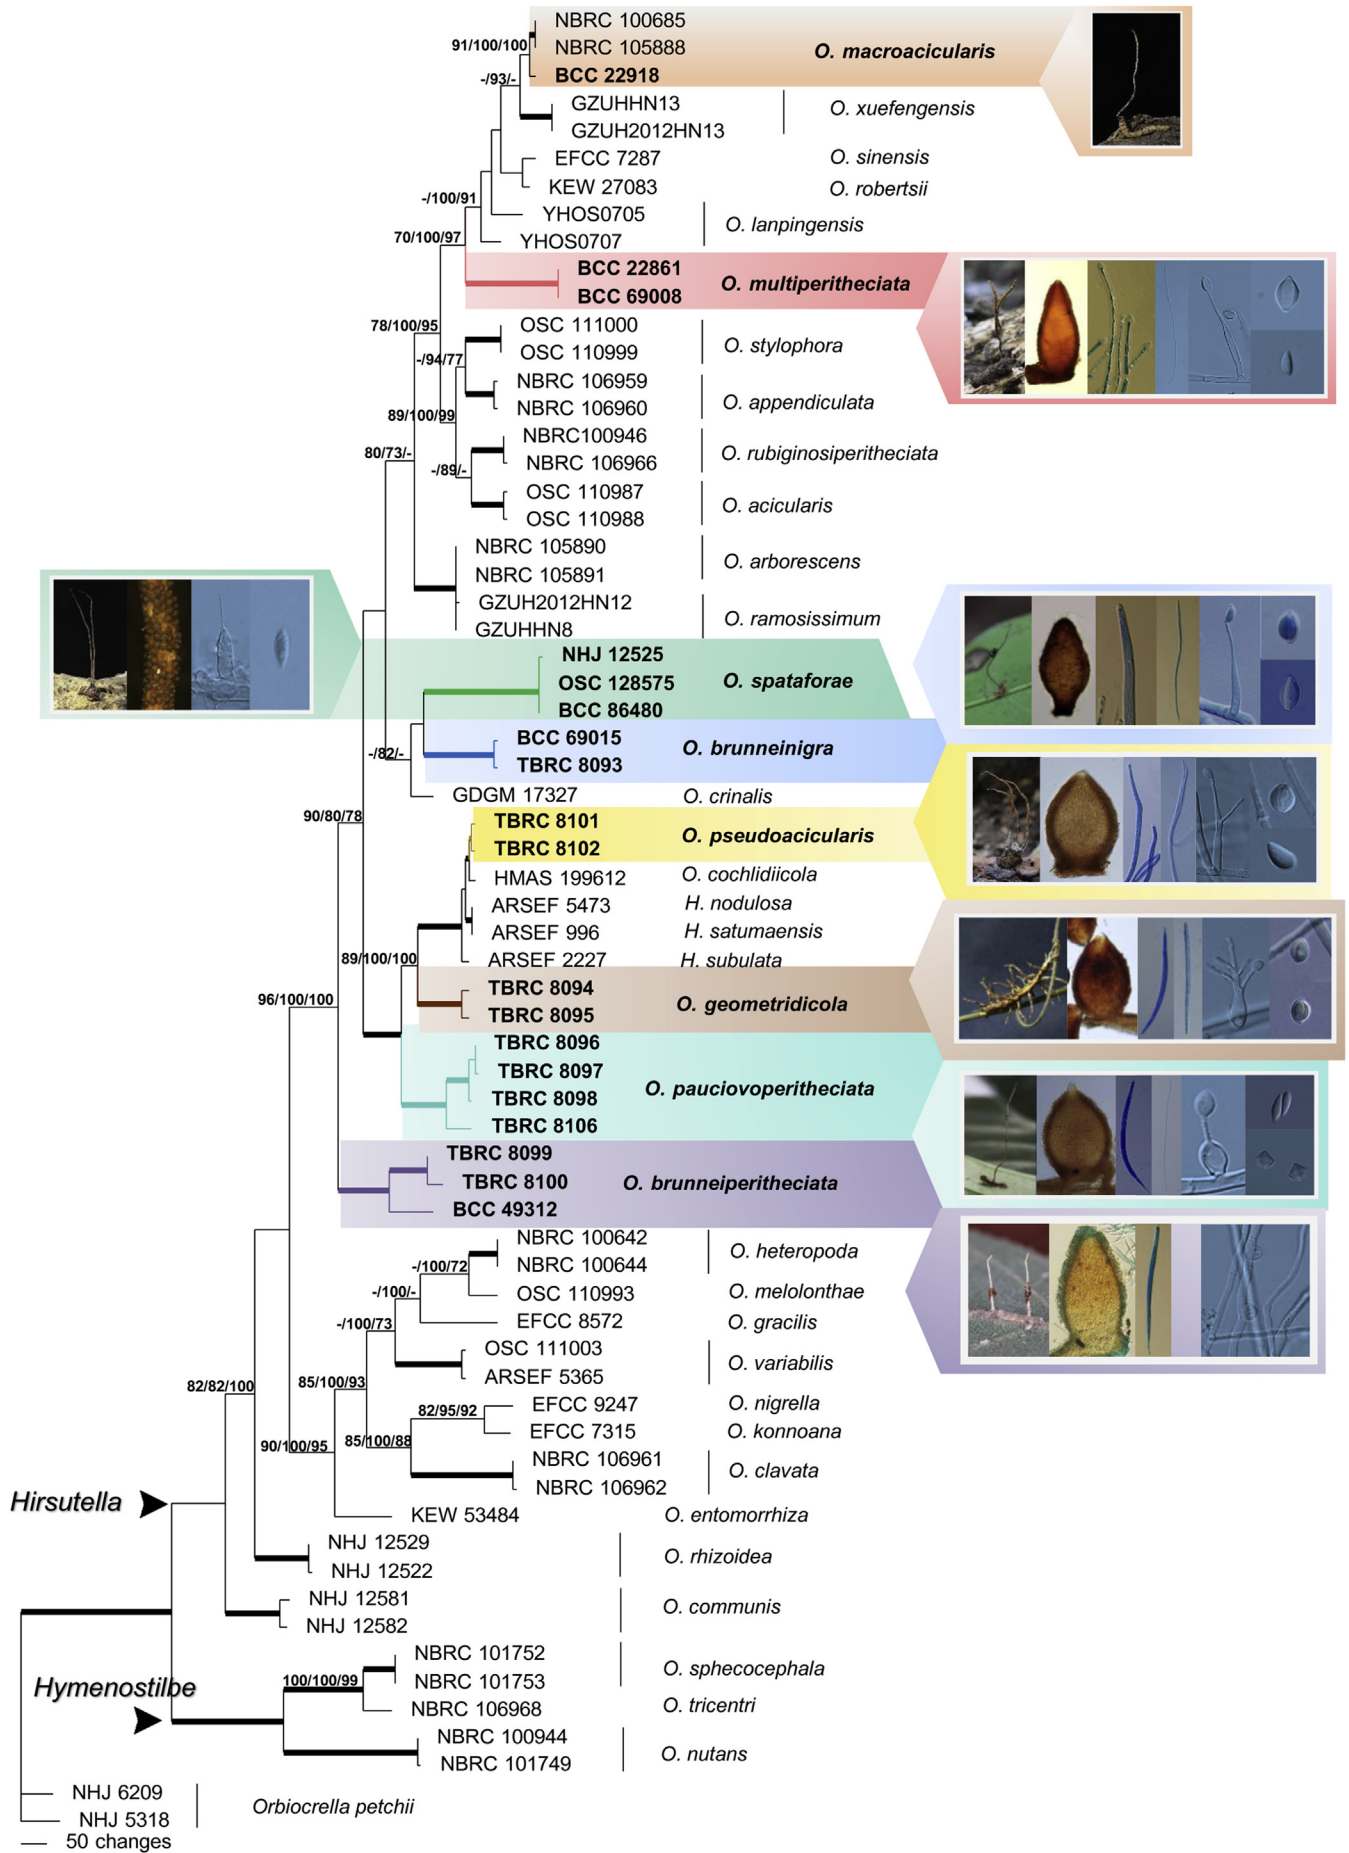 NBRC 100685
91/100/100
NBRC 105888
O. macroacicularis
BCC 22918
-/93/-
GZUHHN13
O. xuefengensis
GZUH2012HN13
EFCC 7287
O. sinensis
KEW 27083
O. robertsii
-/100/91
YHOS0705
O. lanpingensis
70/100/97
YHOS0707
BCC 22861
O. multiperitheciata
BCC 69008
78/100/95
OSC 111000
O. stylophora
-/94/77
OSC 110999
NBRC 106959
O. appendiculata
89/100/99
NBRC 106960
NBRC100946
O. rubiginosiperitheciata
80/73/-
NBRC 106966
-/89/-
OSC 110987
O. acicularis
OSC 110988
NBRC 105890
O. arborescens
NBRC 105891
GZUH2012HN12
O. ramosissimum
GZUHHN8
NHJ 12525
OSC 128575
O. spataforae
BCC 86480
BCC 69015
O. brunneinigra
-/82/-
TBRC 8093
GDGM 17327
O. crinalis
90/80/78
TBRC 8101
O. pseudoacicularis
TBRC 8102
HMAS 199612
O. cochlidiicola
ARSEF 5473
H. nodulosa
ARSEF 996
H. satumaensis
89/100/100
ARSEF 2227
H. subulata
TBRC 8094
O. geometridicola
96/100/100
TBRC 8095
TBRC 8096
TBRC 8097
O. pauciovoperitheciata
TBRC 8098
TBRC 8106
TBRC 8099
TBRC 8100
O. brunneiperitheciata
BCC 49312
NBRC 100642
O. heteropoda
-/100/72
NBRC 100644
-/100/-
OSC 110993
O. melolonthae
-/100/73
EFCC 8572
O. gracilis
OSC 111003
O. variabilis
ARSEF 5365
82/82/100
85/100/93
EFCC 9247
O. nigrella
82/95/92
EFCC 7315
O. konnoana
90/100/95
85/100/88
NBRC 106961
O. clavata
NBRC 106962
Hirsutella
KEW 53484
O. entomorrhiza
NHJ 12529
O. rhizoidea
NHJ 12522
NHJ 12581
O. communis
NHJ 12582
NBRC 101752
O. sphecocephala
100/100/99
NBRC 101753
Hymenostilbe
NBRC 106968
O. tricentri
NBRC 100944
O. nutans
NBRC 101749
NHJ 6209
Orbiocrella petchii
NHJ 5318
50 changes